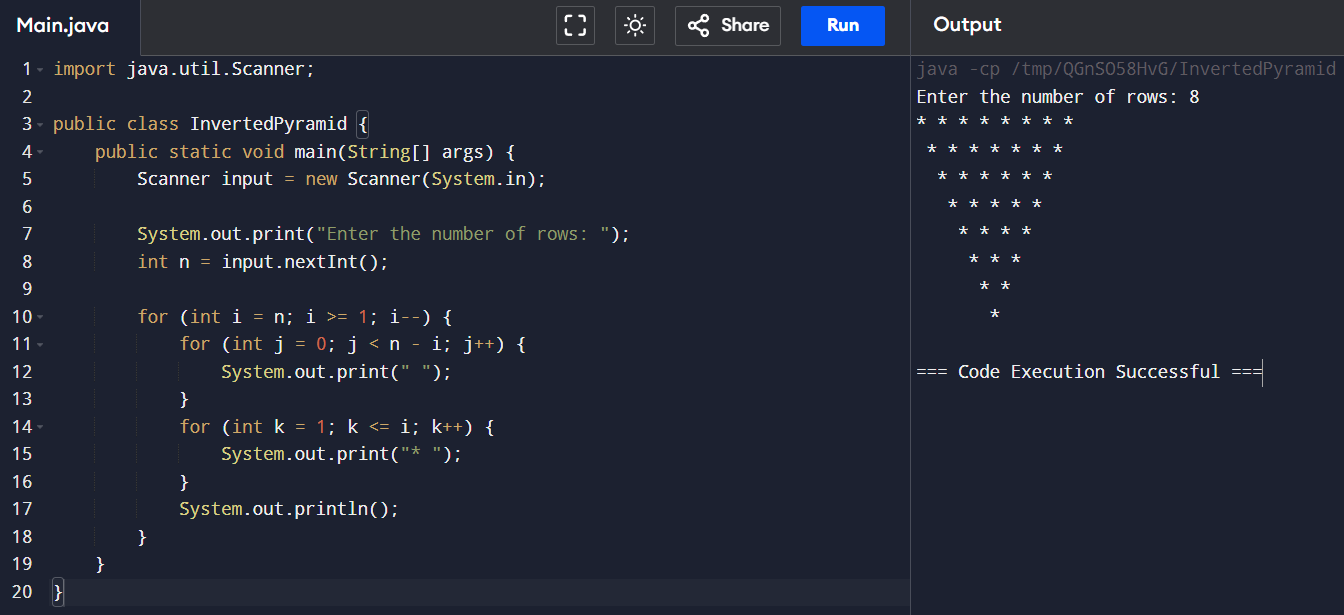 Main.java
Share
Run
Output
1 import java.util.Scanner;
2
3 public class InvertedPyramid {
4     public static void main(String[] args) {
5         Scanner input = new Scanner(System.in);
6
7         System.out.print("Enter the number of rows: ");
8         int n = input.nextInt();
9
10         for (int i = n; i >= 1; i--) {
11             for (int j = 0; j < n - i; j++) {
12                 System.out.print(" ");
13             }
14             for (int k = 1; k <= i; k++) {
15                 System.out.print("* ");
16             }
17             System.out.println();
18         }
19     }
20 }
java -cp /tmp/QGnSO58HvG/InvertedPyramid
Enter the number of rows: 8
* * * * * * * *
 * * * * * * *
  * * * * * *
   * * * * *
    * * * *
     * * *
      * *
       *
=== Code Execution Successful ===